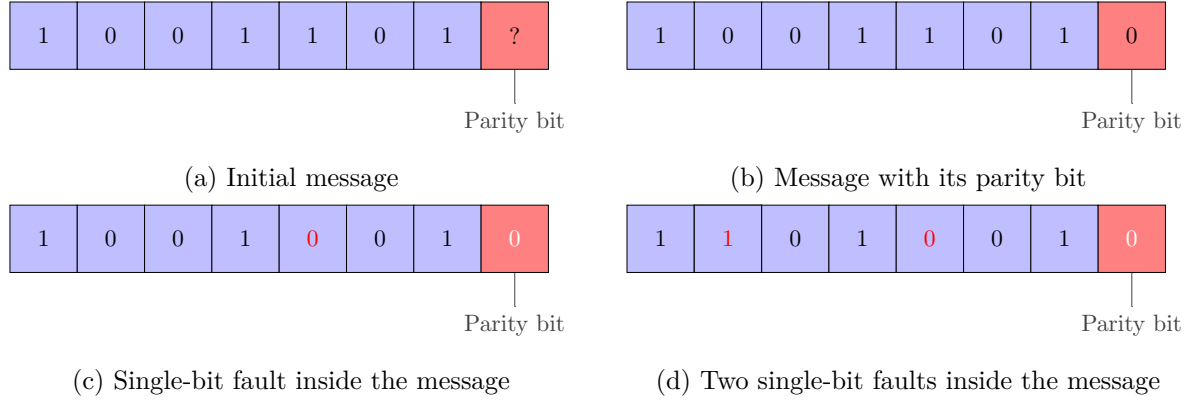 1 0 0 1 1 0 1 ?
Parity bit
(a) Initial message
1 0 0 1 1 0 1 0
Parity bit
(b) Message with its parity bit
1 0 0 1 0 0 1 0
Parity bit
(c) Single-bit fault inside the message
1 1 0 1 0 0 1 0
Parity bit
(d) Two single-bit faults inside the message